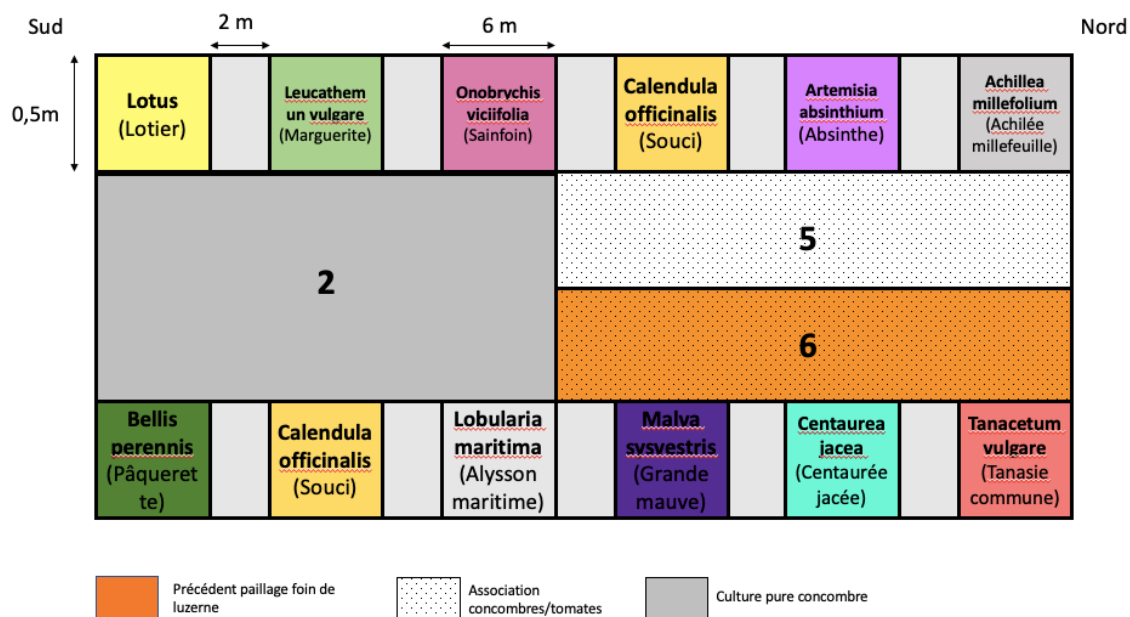 Sud
2 m
6 m
Nord
0,5m
Lotus
(Lotier)
Leucathem
un vulgare
(Marguerite)
Onobrychis
viciifolia
(Sainfoin)
Calendula
officinalis
(Souci)
Artemisia
absinthium
(Absinthe)
Achillea
millefolium
(Achilée
millefeuille)
2
5
6
Bellis
perennis
(Pâqueret
te)
Calendula
officinalis
(Souci)
Lobularia
maritima
(Alysson
maritime)
Malva
sysvestris
(Grande
mauve)
Centaurea
jacea
(Centaurée
jacée)
Tanacetum
vulgare
(Tanasie
commune)
Précédent paillage foin de
luzerne
Association
concombres/tomates
Culture pure concombre